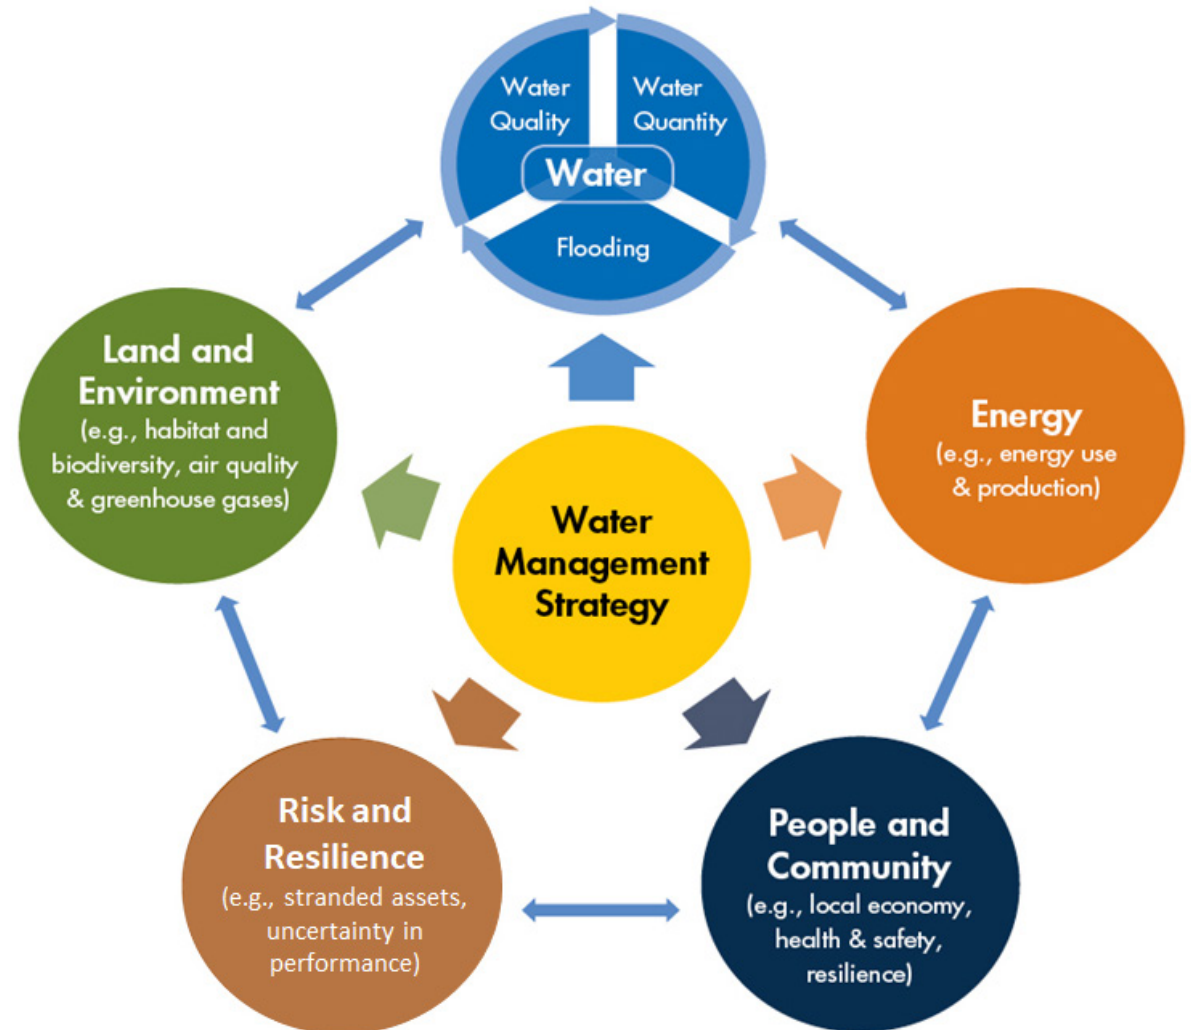 Water
Quality
Water
Quantity
Water
Flooding
Land and
Environment
(e.g., habitat and
biodiversity, air quality
& greenhouse gases)
Energy
(e.g., energy use
& production)
Water
Management
Strategy
Risk and
Resilience
(e.g., stranded assets,
uncertainty in
performance)
People and
Community
(e.g., local economy,
health & safety,
resilience)